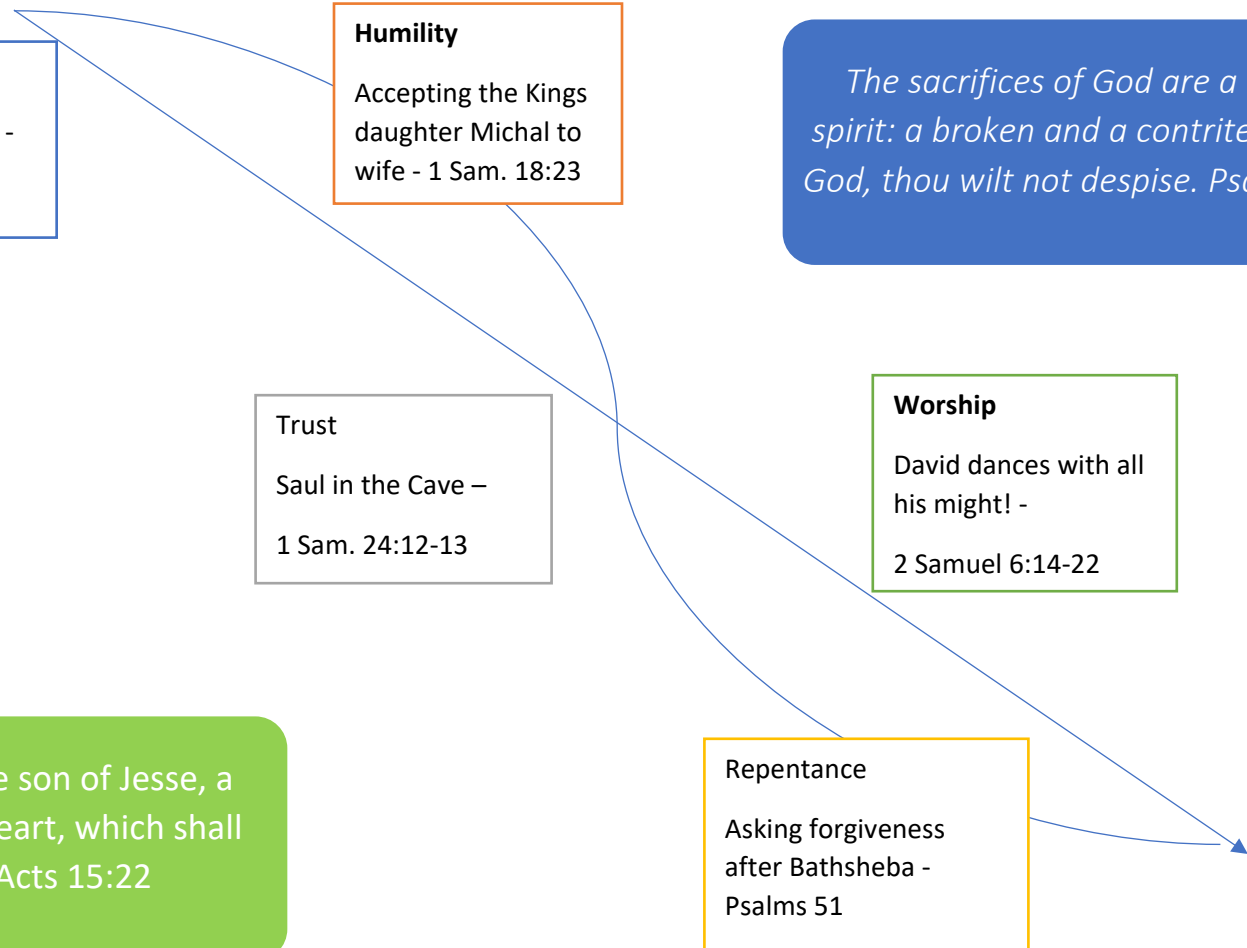 -
Humility
Accepting the Kings
daughter Michal to
wife - 1 Sam. 18:23
The sacrifices of God are a
spirit: a broken and a contrite
God, thou wilt not despise.
Trust
Saul in the Cave –
1 Sam. 24:12-13
Worship
David dances with all
his might! -
2 Samuel 6:14-22
son of Jesse, a
which shall
Acts 15:22
Repentance
Asking forgiveness
after Bathsheba -
Psalms 51